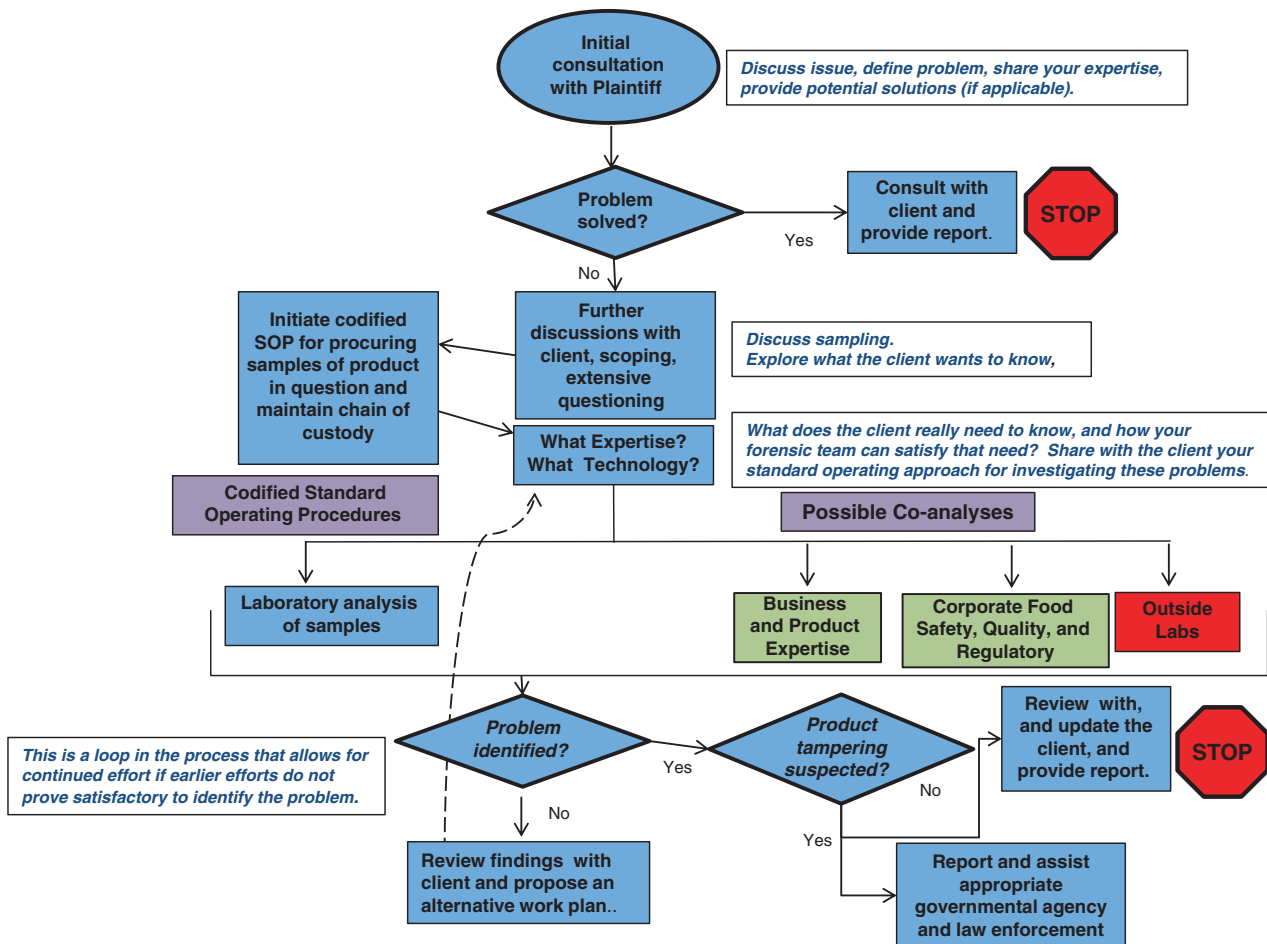 Initial
consultation
with Plaintiff
Discuss issue, define problem, share your expertise,
provide potential solutions (if applicable).
Problem
solved?
Yes
Consult with
client and
provide report.
STOP
No
Initiate codified
SOP for procuring
samples of product
in question and
maintain chain of
custody
Further
discussions with
client, scoping,
extensive
questioning
Discuss sampling.
Explore what the client wants to know,
What Expertise?
What Technology?
What does the client really need to know, and how your
forensic team can satisfy that need? Share with the client your
standard operating approach for investigating these problems.
Codified Standard
Operating Procedures
Possible Co-analyses
Laboratory analysis
of samples
Business
and Product
Expertise
Corporate Food
Safety, Quality, and
Regulatory
Outside
Labs
This is a loop in the process that allows for
continued effort if earlier efforts do not
prove satisfactory to identify the problem.
Problem
identified?
Yes
Product
tampering
suspected?
No
Review with,
and update the
client, and
provide report.
STOP
No
Review findings with
client and propose an
alternative work plan..
Yes
Report and assist
appropriate
governmental agency
and law enforcement